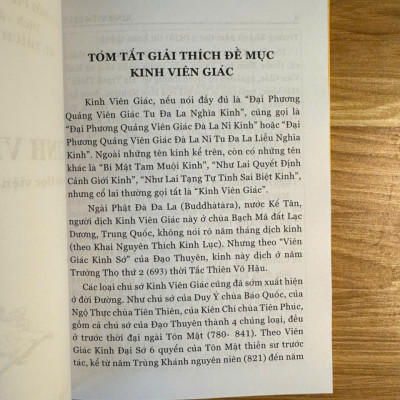 TÓM TẮT GIẢI THÍCH ĐỀ MỤC
KINH VIÊN GIÁC
Kinh Viên Giác, nếu nói đầy đủ là “Đại Phương
Quảng Viên Giác Tu Đa La Nghĩa Kinh”, cũng gọi là
“Đại Phương Quảng Viên Giác Đà La Ni Kinh” hoặc “Đại
Phương Quảng Viên Giác Đà La Ni Tu Đa La Liễu Nghĩa
Kinh”. Ngoài những tên kinh kể trên, còn có những tên
khác là “Bí Mật Tam Muội Kinh”, “Như Lai Quyết Định
Cảnh Giới Kinh”, “Như Lai Tạng Tự Tính Sai Biệt Kinh”,
nhưng cổ lai thường gọi tắt là “Kinh Viên Giác”.
Ngài Phật Đà Đa La (Buddhàtàra), nước Kế Tân,
người dịch Kinh Viên Giác này ở chùa Bạch Mã đất Lạc
Dương, Trung Quốc, không nói rõ năm tháng dịch kinh
(theo Khai Nguyên Thích Kinh Lục). Nhưng theo “Viên
Giác Kinh Sớ” của Đạo Thuyên, kinh này dịch ở năm
Trường Thọ thứ 2 (693) thời Tắc Thiên Võ Hậu.
Các loại chú sớ Kinh Viên Giác cũng đã sớm xuất hiện
ở đời Đường. Như chú sớ của Duy Ý chùa Báo Quốc, của
Ngộ Thực chùa Tiên Thiên, của Kiên Chí chùa Tiên Phúc,
gồm cả chú sớ của Đạo Thuyên thành 4 chủng loại, đều
ở trước thời đại ngài Tôn Mật (780- 841). Theo Viên
Giác Kinh Đại Sớ 6 quyển của Tôn Mật thiền sư trước
tác, kể từ năm Trùng Khánh nguyên niên (821) đến năm